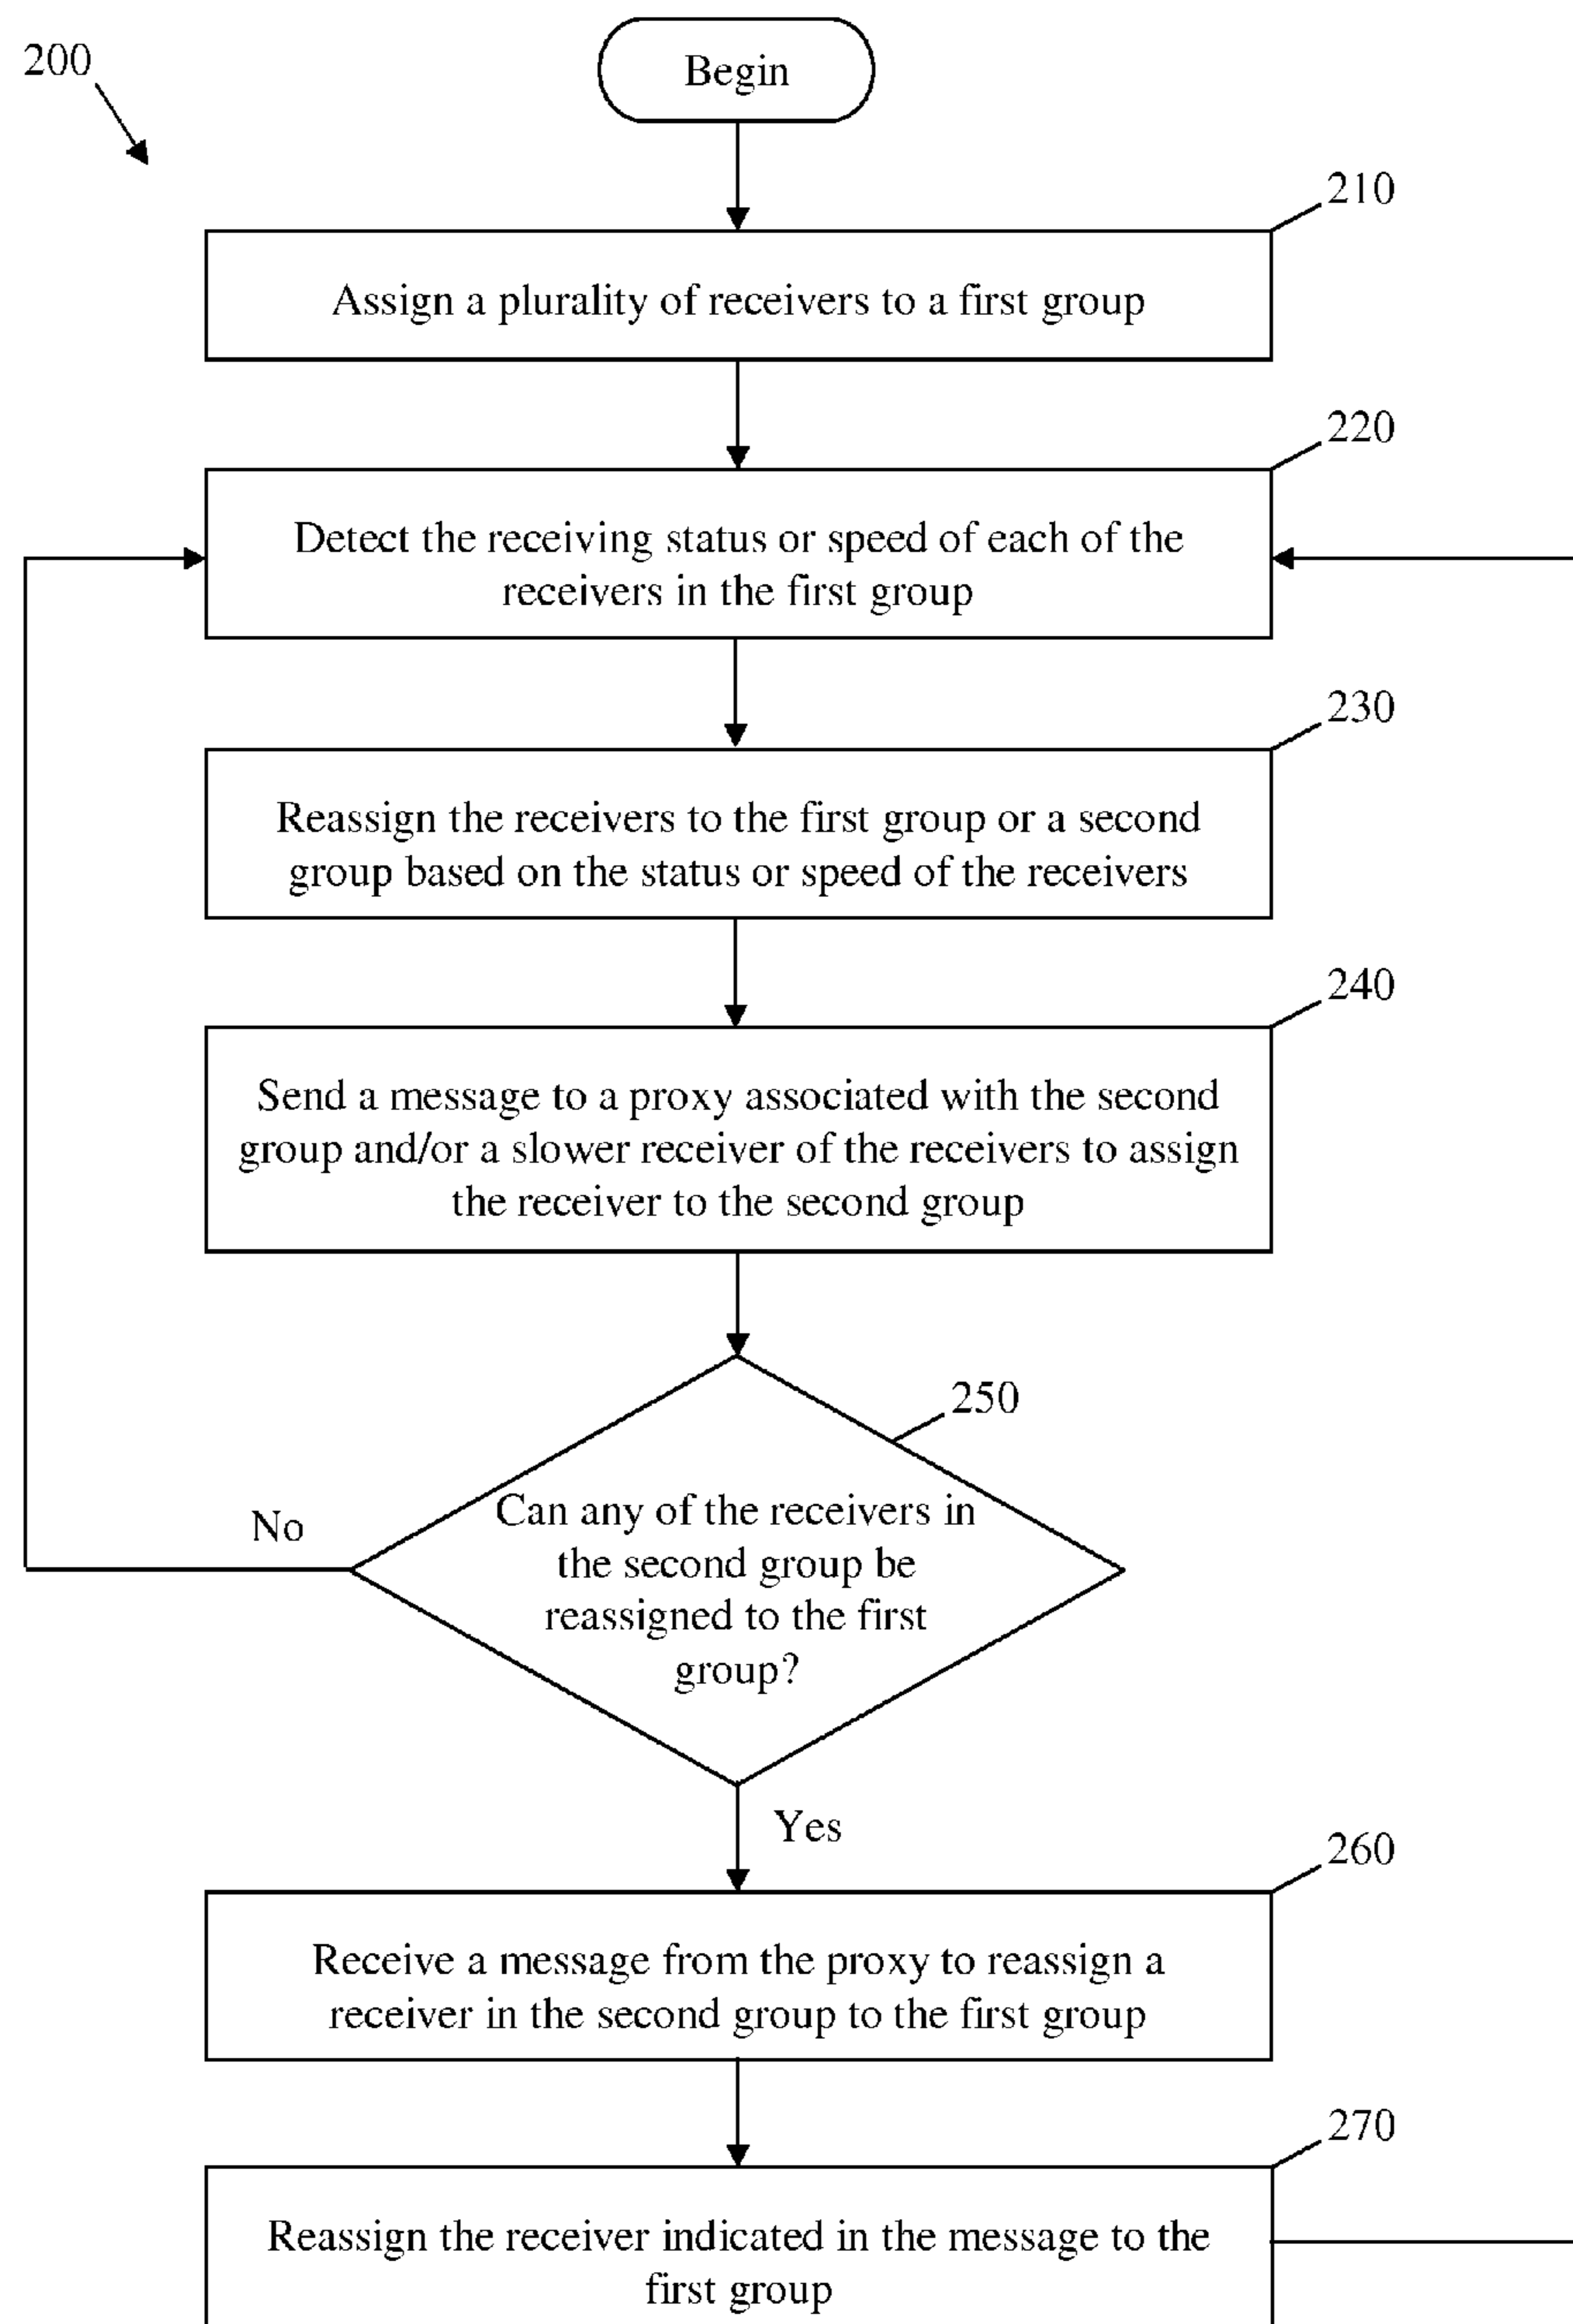 200
Begin
210
Assign a plurality of receivers to a first group
220
Detect the receiving status or speed of each of the
receivers in the first group
230
Reassign the receivers to the first group or a second
group based on the status or speed of the receivers
240
Send a message to a proxy associated with the second
group and/or a slower receiver of the receivers to assign
the receiver to the second group
250
Can any of the receivers in
the second group be
reassigned to the first
group?
No
Yes
260
Receive a message from the proxy to reassign a
receiver in the second group to the first group
270
Reassign the receiver indicated in the message to the
first group